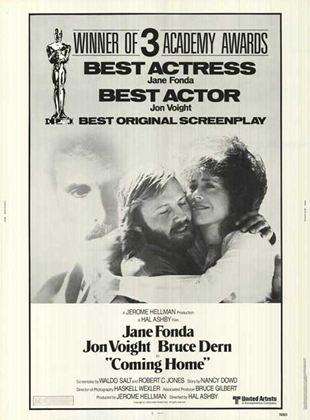 WINNER OF 3 ACADEMY AWARDS
BEST ACTRESS
Jane Fonda
BEST ACTOR
Jon Voight
BEST ORIGINAL SCREENPLAY
A JEROME HELLMAN Production
A HAL ASHBY Film
Jane Fonda
Jon Voight Bruce Dern in
"Coming Home"
Screenplay by WALDO SALT and ROBERT C. JONES Story by NANCY DOWD
Director of Photography HASKELL WEXLER Associate Producer BRUCE GILBERT
Produced by JEROME HELLMAN Directed by HAL ASHBY
United Artists